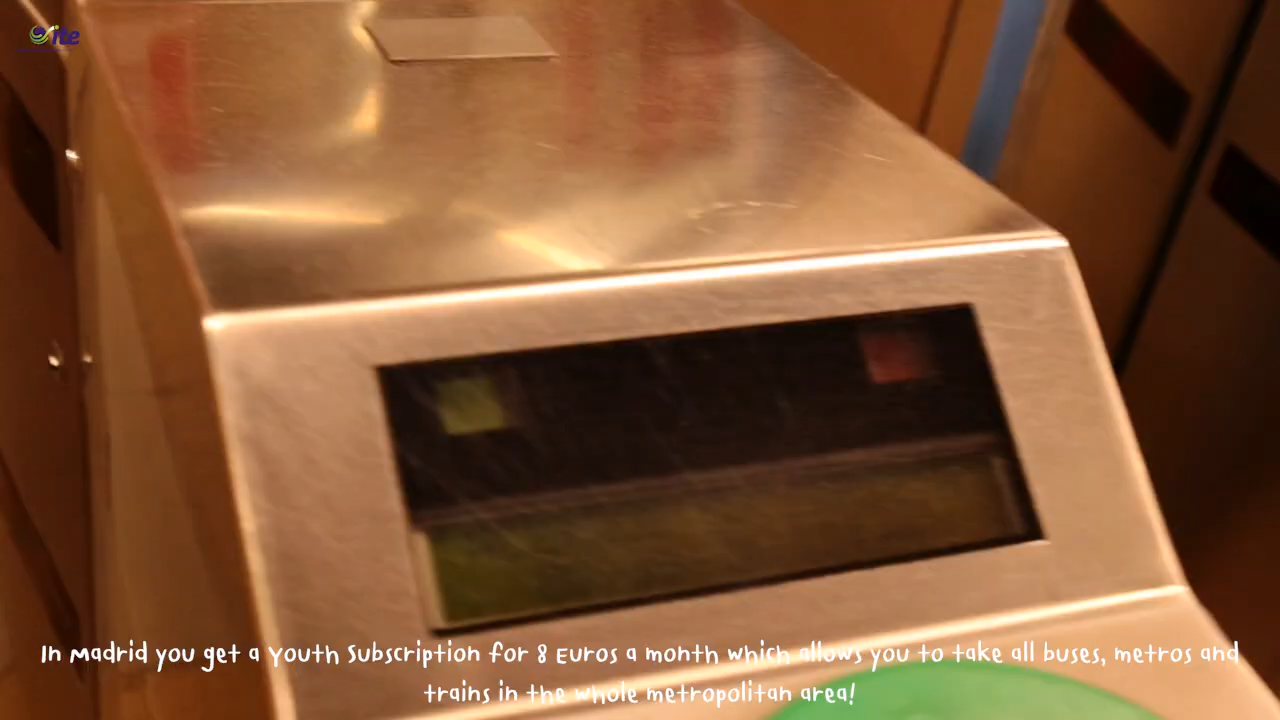 ite
In Madrid you get a Youth Subscription for 8 Euros a month which allows you to take all buses, metros and
trains in the whole metropolitan area!